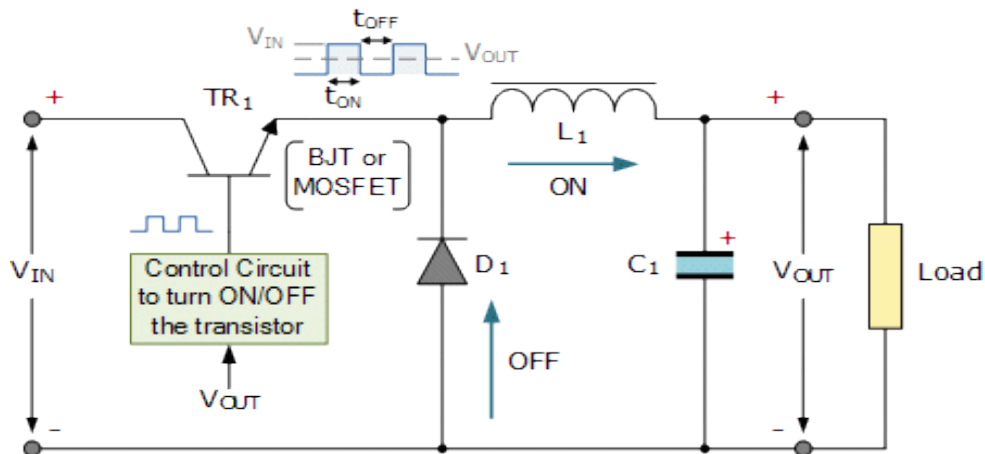 tOFF
VIN
VOUT
tON
+
TR1
+
L1
BJT or
MOSFET
ON
+
VIN
Control Circuit
to turn ON/OFF
the transistor
D1
C1
VOUT
Load
OFF
VOUT
-
-